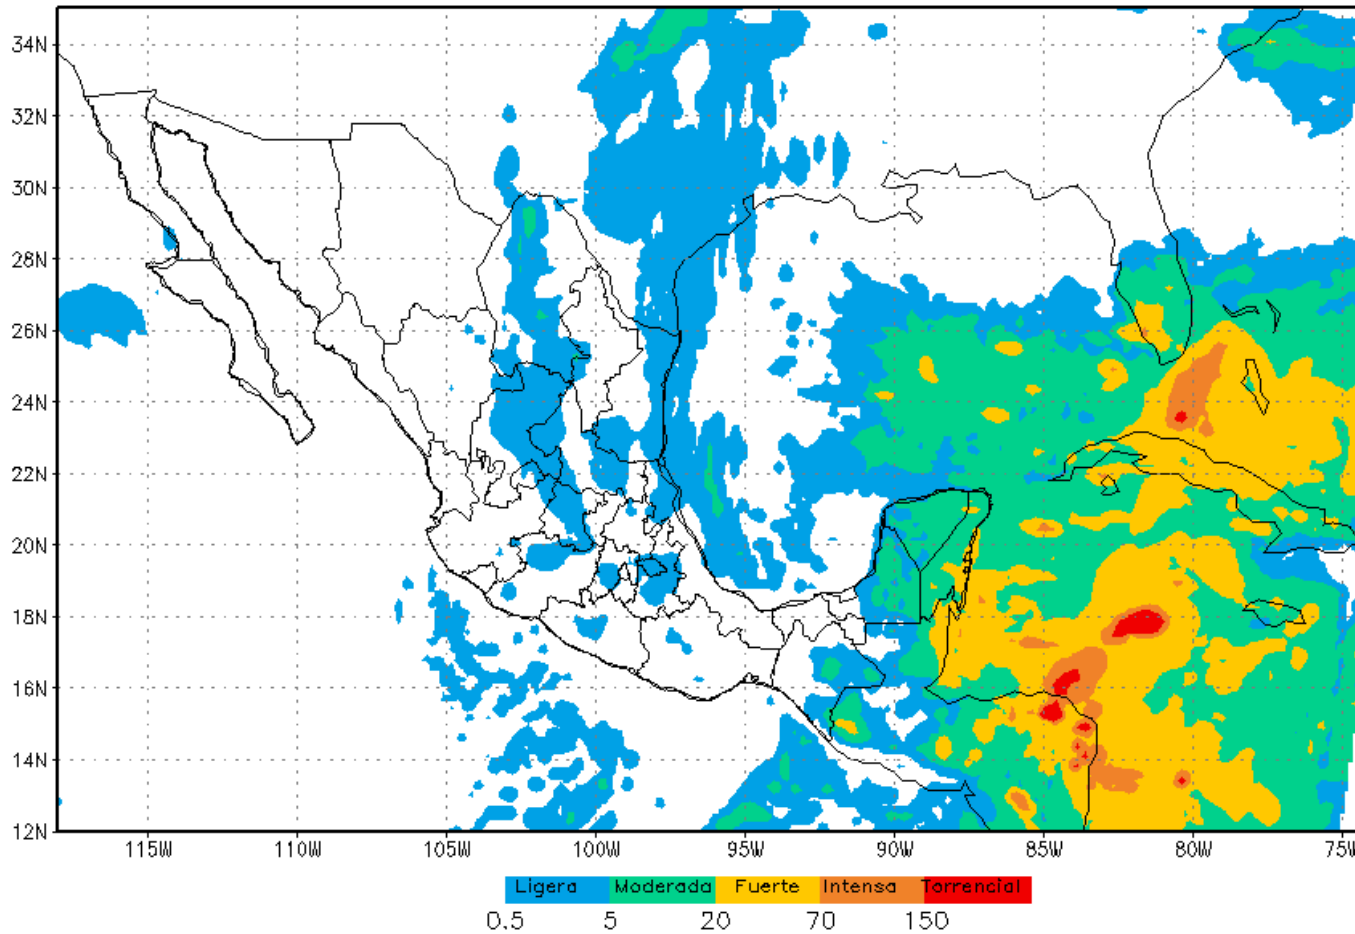 34N
32N
30N
28N
26N
24N
22N
20N
18N
16N
14N
12N
115W 110W 105W 100W 95W 90W 85W 80W 75W
Ligera Moderada Fuerte Intensa Torrencial
0.5 5 20 70 150